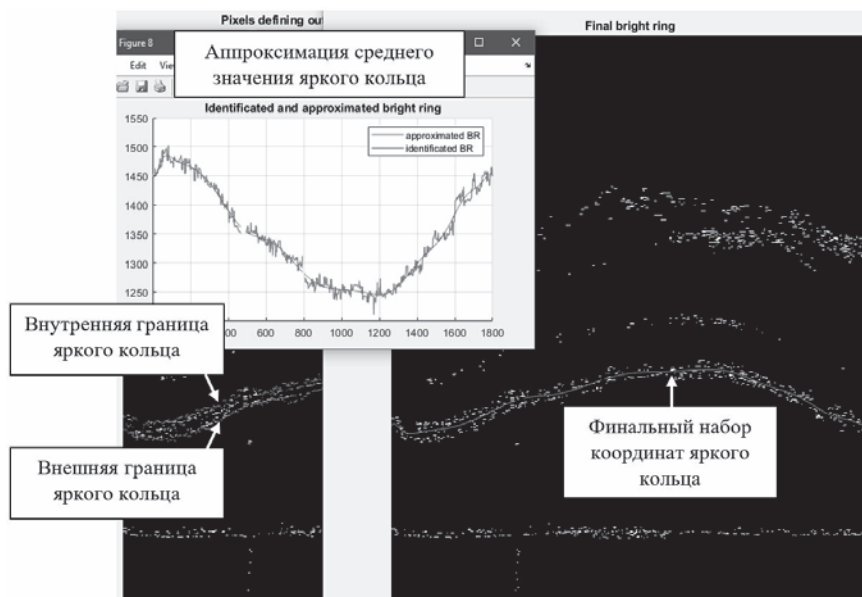 Pixels defining ou
Final bright ring
Figure 8
Аппроксимация среднего
значения яркого кольца
Edit
Vie
Identificated and approximated bright ring
approximated BR
identificated BR
1550
1500
1450
1400
1350
1300
1250
400 600 800 1000 1200 1400 1600 1800
Внутренняя граница
яркого кольца
Внешняя граница
яркого кольца
Финальный набор
координат яркого
кольца